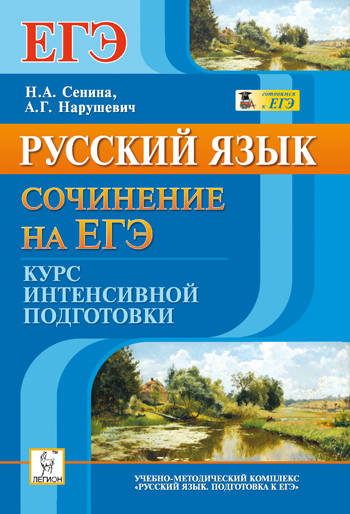 ЕГЭ
Н.А. Сенина,
А.Г. Нарушевич
готовимся
к ЕГЭ
РУССКИЙ ЯЗЫК
СОЧИНЕНИЕ
НА ЕГЭ
КУРС
ИНТЕНСИВНОЙ
ПОДГОТОВКИ
ЛЕГИОН
TM
УЧЕБНО-МЕТОДИЧЕСКИЙ КОМПЛЕКС
«РУССКИЙ ЯЗЫК. ПОДГОТОВКА К ЕГЭ»